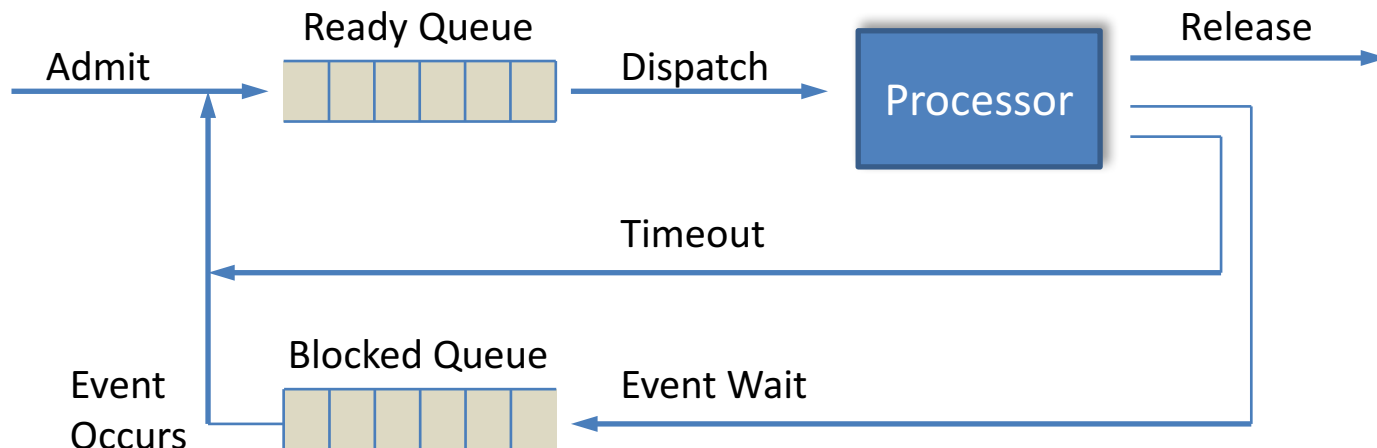 Ready Queue
Release
Admit
Dispatch
Processor
Timeout
Blocked Queue
Event
Occurs
Event Wait